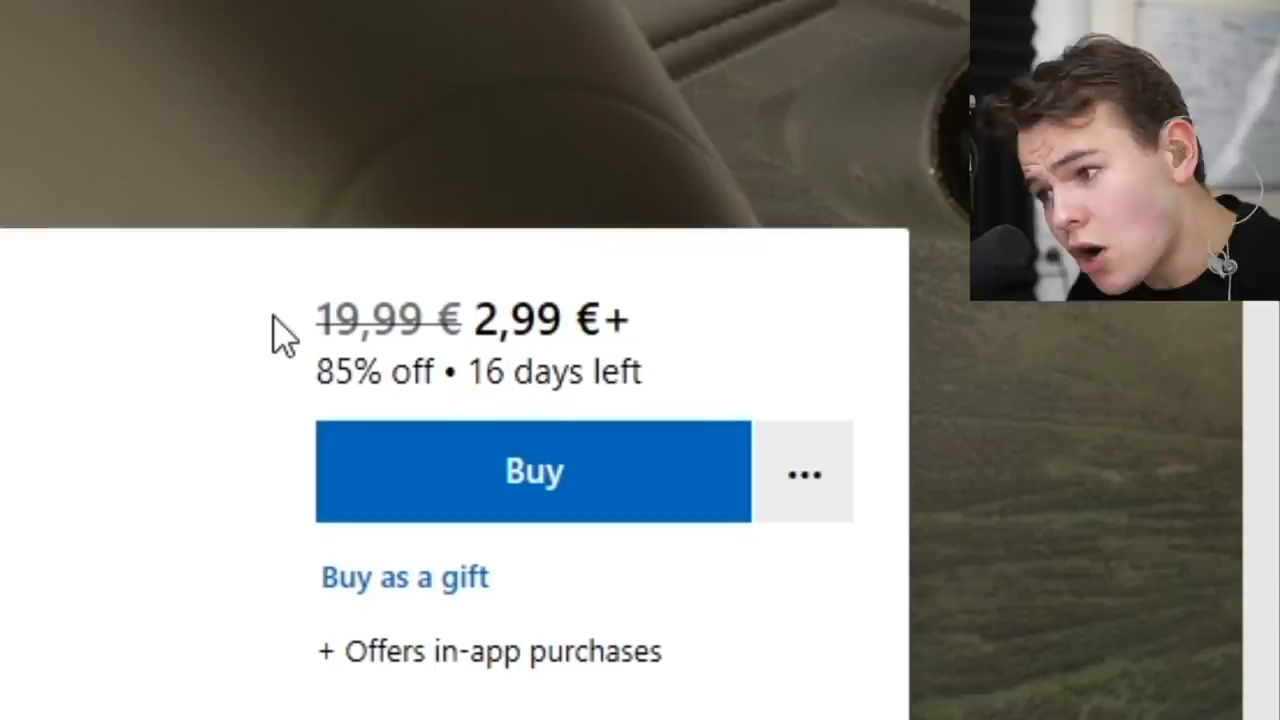 19,99 € 2,99 €+
85% off • 16 days left
Buy
...
Buy as a gift
+ Offers in-app purchases